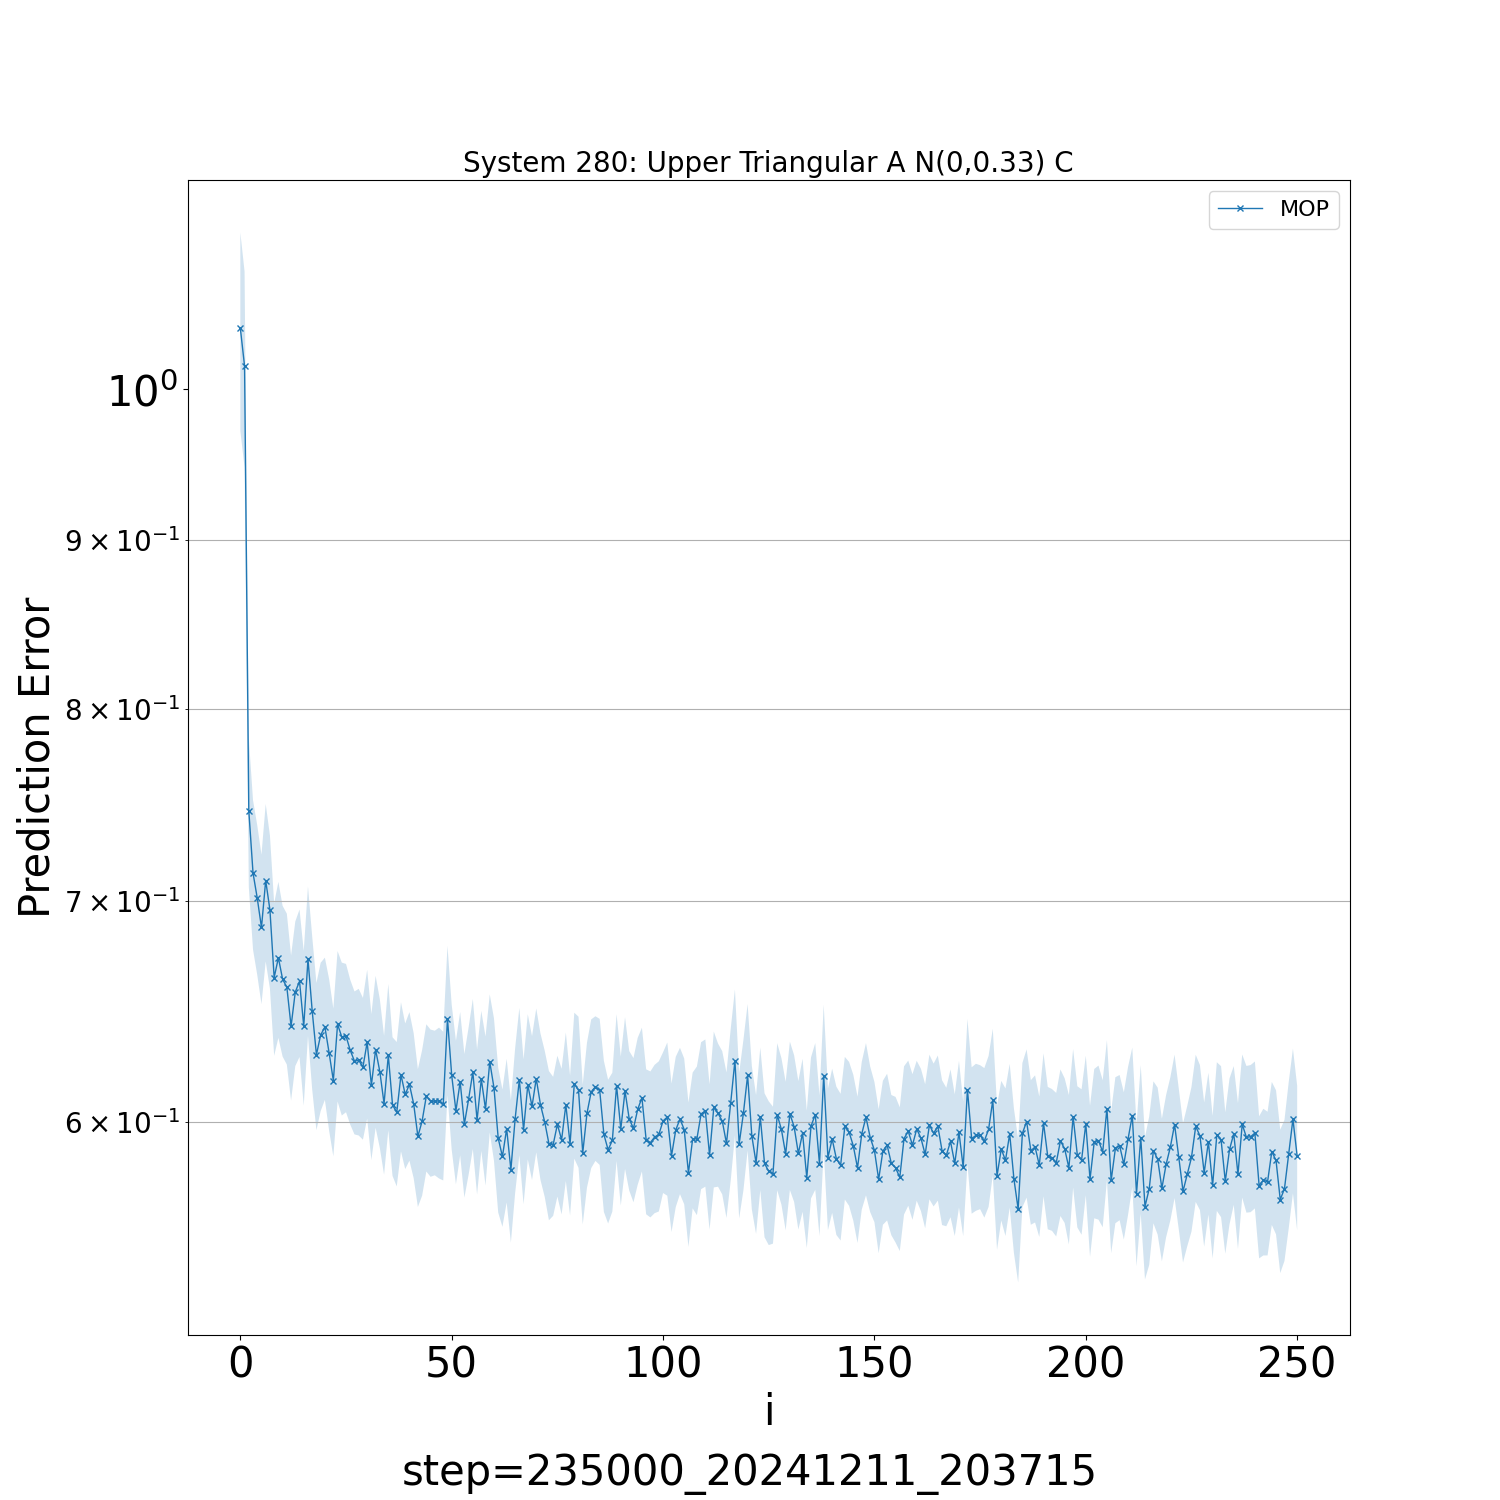 System 280: Upper Triangular A N(0,0.33) C
MOP
10⁰
9 × 10⁻¹
8 × 10⁻¹
7 × 10⁻¹
6 × 10⁻¹
Prediction Error
0 50 100 150 200 250
i
step=235000_20241211_203715